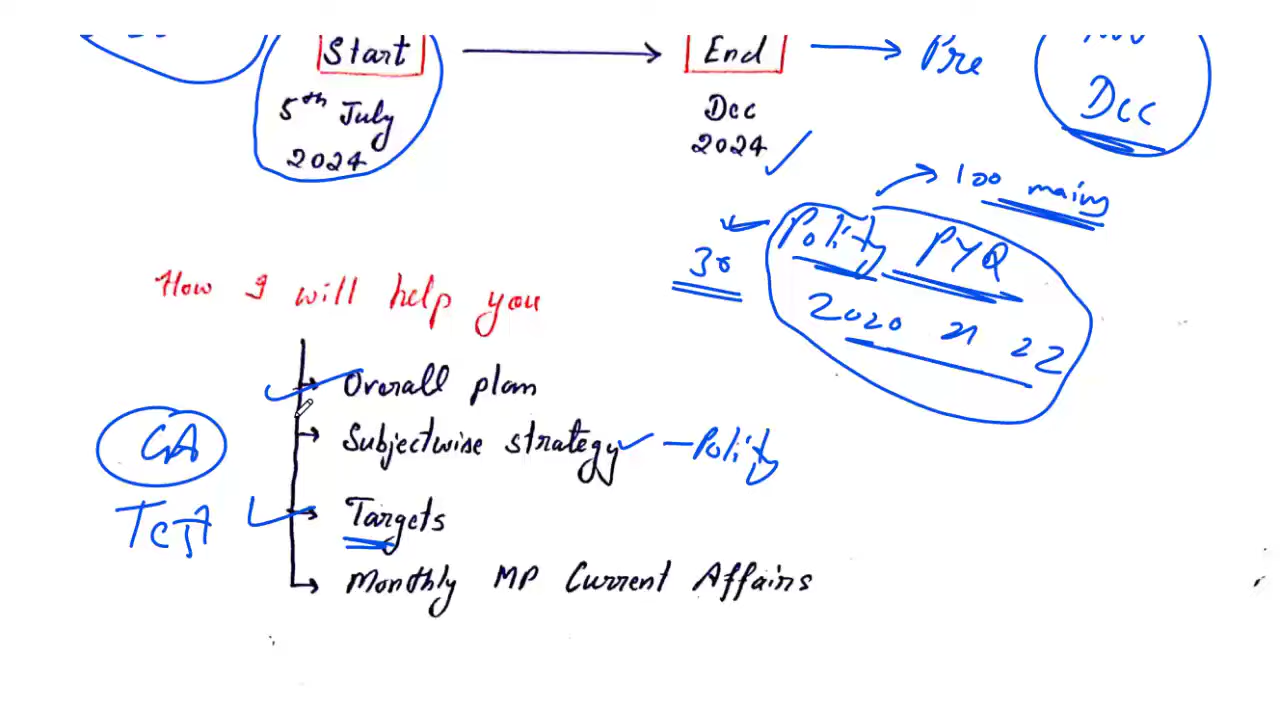 Start
End
Pre
Dec
5th July
2024
Dec
2024
100 mains
Polity PYQ
30
2020 21 22
How I will help you
Overall plan
Subjectwise strategy - Polity
CA
Test
Targets
Monthly MP Current Affairs